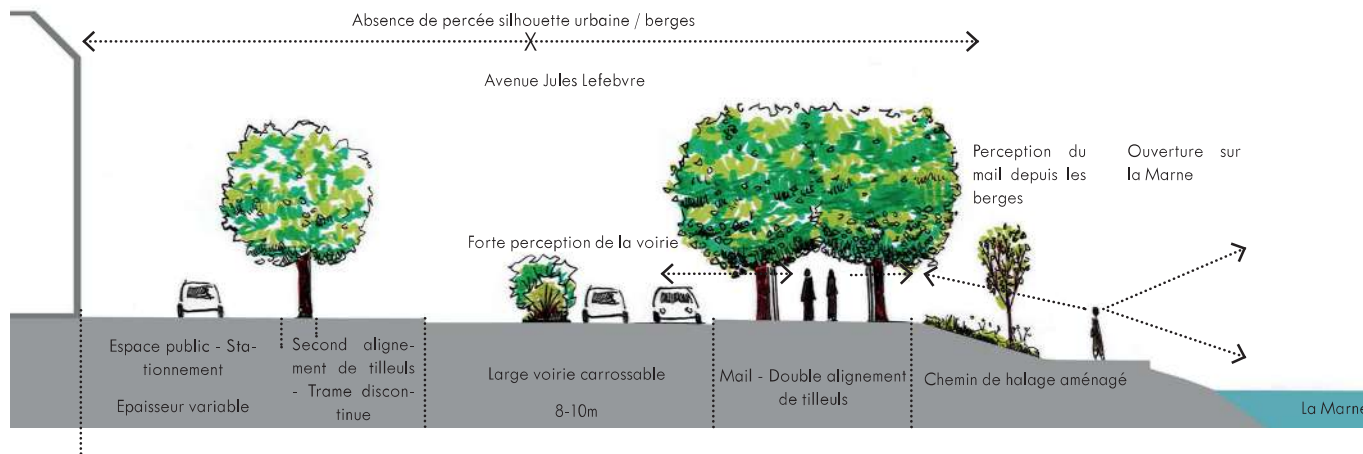 Absence de percée silhouette urbaine / berges
Avenue Jules Lefebvre
Perception du
mail depuis les
berges
Ouverture sur
la Marne
Forte perception de la voirie
Espace public - Sta-
tionnement
Epaisseur variable
Second aligne-
ment de tilleuls
- Trame discon-
tinue
Large voirie carrossable
8-10m
Mail - Double alignement
de tilleuls
Chemin de halage aménagé
La Marne